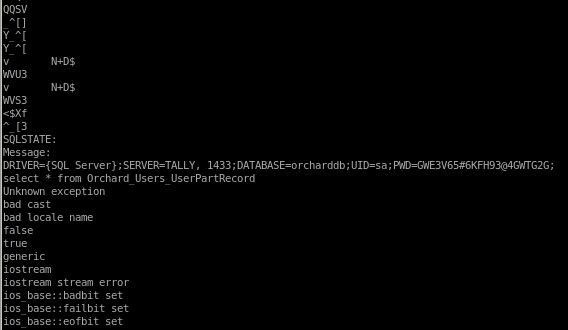 QQSV
_^[]
Y_^[
Y_^[
v       N+D$
WVU3
v       N+D$
WVS3
<$Xf
^_[3
SQLSTATE:
Message:
DRIVER={SQL Server};SERVER=TALLY, 1433;DATABASE=orcharddb;UID=sa;PWD=GWE3V65#6KFH93@4GWTG2G;
select * from Orchard_Users_UserPartRecord
Unknown exception
bad cast
bad locale name
false
true
generic
iostream
iostream stream error
ios_base::badbit set
ios_base::failbit set
ios_base::eofbit set